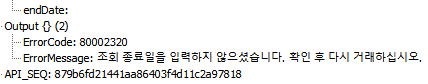 endDate:
Output {} (2)
ErrorCode: 80002320
ErrorMessage: 조회 종료일을 입력하지 않으셨습니다. 확인 후 다시 거래하십시오.
API_SEQ: 879b6fd21441aa86403f4d11c2a97818